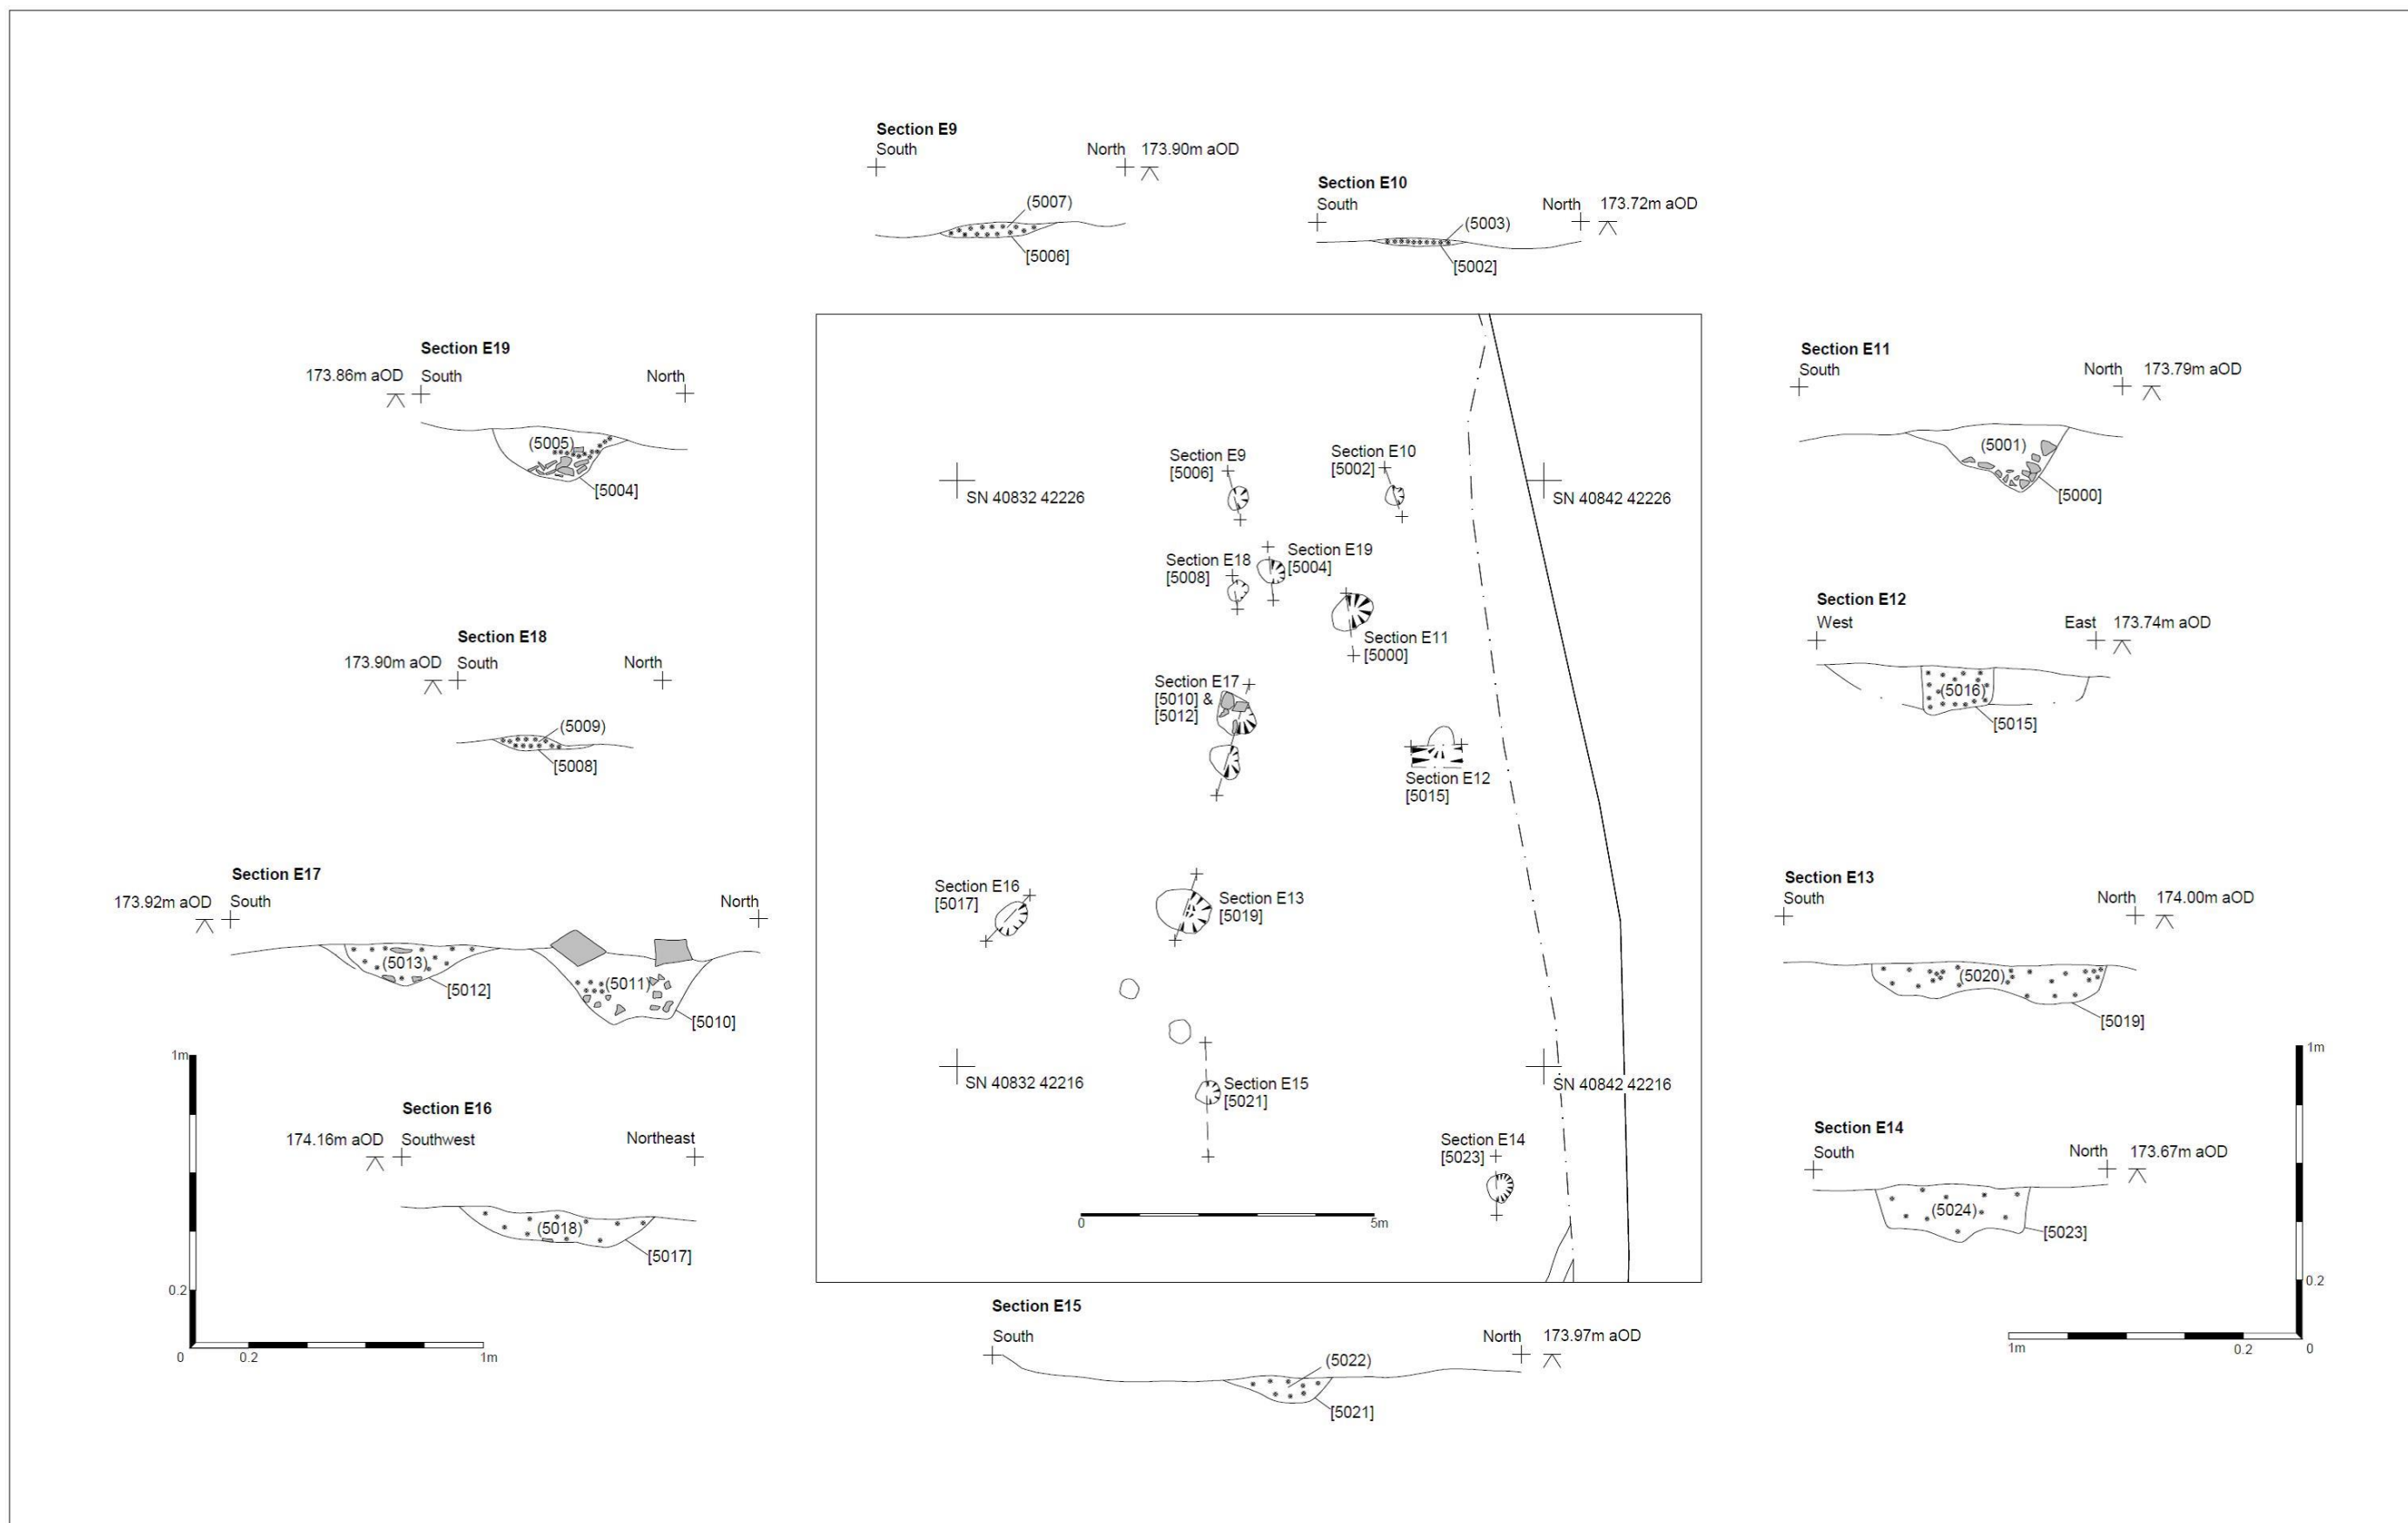 Section E9
South North 173.90m aOD
(5007)
[5006]
Section E10
South North 173.72m aOD
(5003)
[5002]
Section E19
173.86m aOD South North
(5005)
[5004]
Section E18
173.90m aOD South North
(5009)
[5008]
Section E17
173.92m aOD South North
(5013)
[5012]
(5011)
[5010]
1m
0.2
0 0.2 1m
Section E16
174.16m aOD Southwest Northeast
(5018)
[5017]
Section E9
[5006]
Section E10
[5002]
SN 40832 42226
SN 40842 42226
Section E18
[5008]
Section E19
[5004]
Section E11
[5000]
Section E17
[5010] &
[5012]
Section E12
[5015]
Section E16
[5017]
Section E13
[5019]
SN 40832 42216
SN 40842 42216
Section E15
[5021]
Section E14
[5023]
0 5m
Section E15
South North 173.97m aOD
(5022)
[5021]
Section E11
South North 173.79m aOD
(5001)
[5000]
Section E12
West East 173.74m aOD
(5016)
[5015]
Section E13
South North 174.00m aOD
(5020)
[5019]
Section E14
South North 173.67m aOD
(5024)
[5023]
1m
0.2
1m 0.2 0